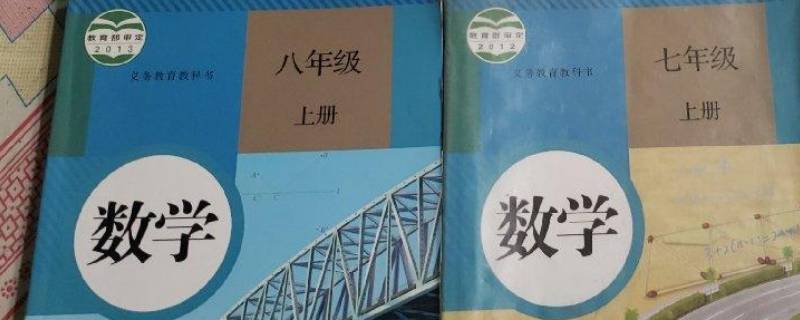 教育部审定
2013
义务教育教科书
八年级
上册
数学
教育部审定
2012
义务教育教科书
七年级
上册
数学